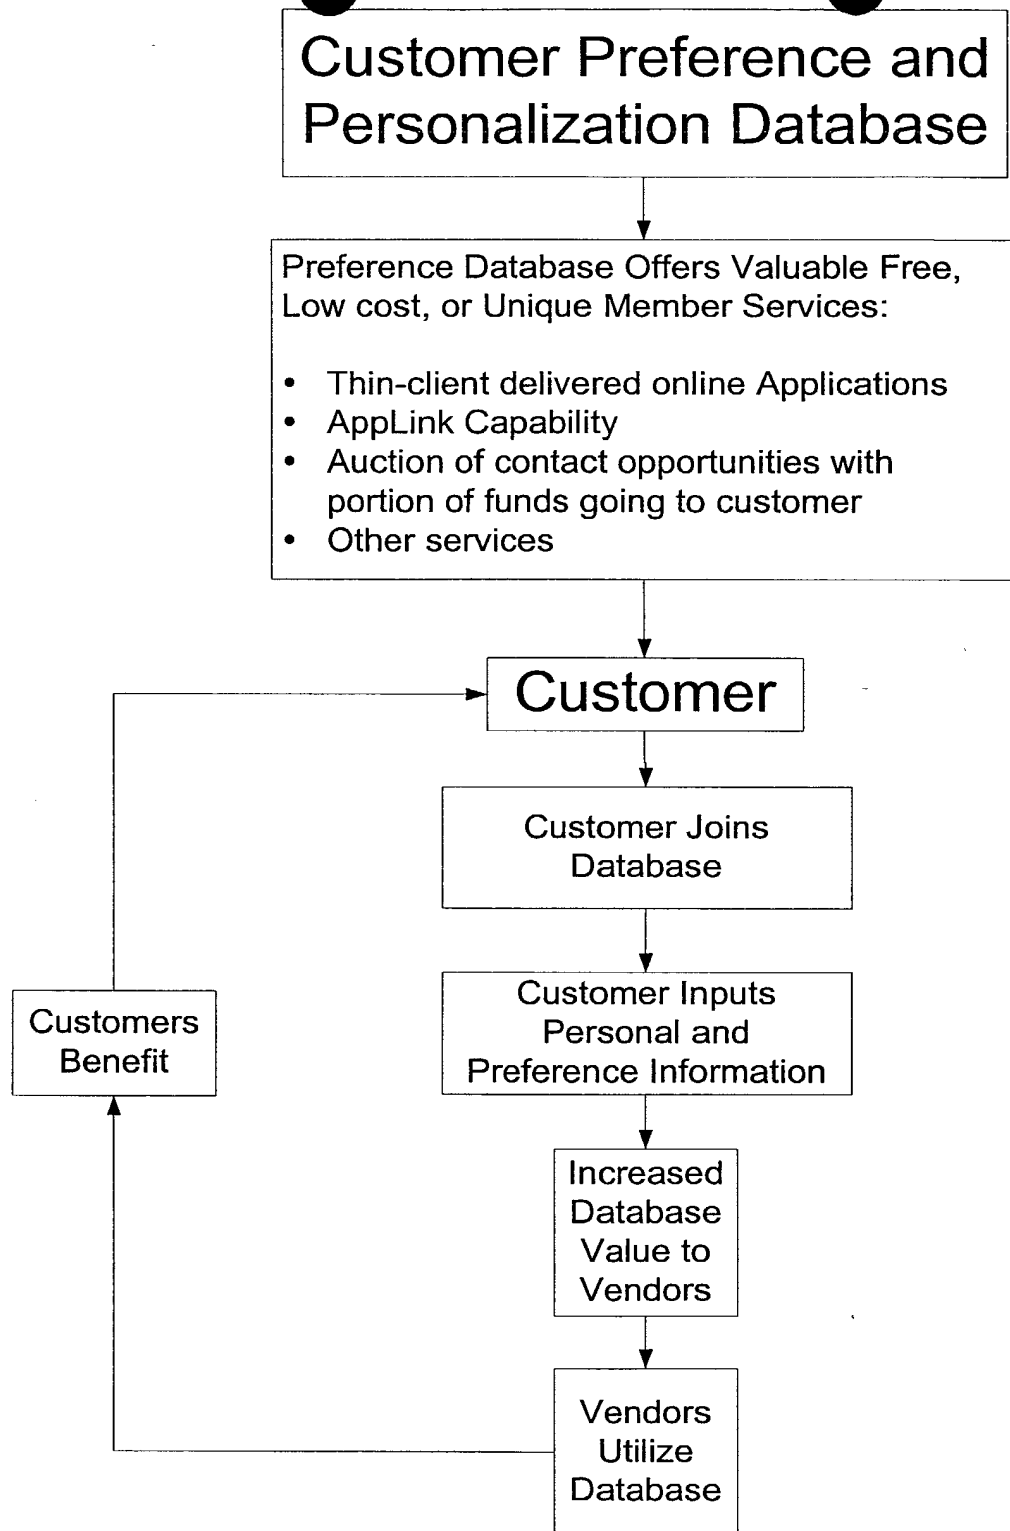 Customer Preference and
Personalization Database
Preference Database Offers Valuable Free,
Low cost, or Unique Member Services:
• Thin-client delivered online Applications
• AppLink Capability
• Auction of contact opportunities with
portion of funds going to customer
• Other services
Customer
Customer Joins
Database
Customer Inputs
Personal and
Preference Information
Customers
Benefit
Increased
Database
Value to
Vendors
Vendors
Utilize
Database